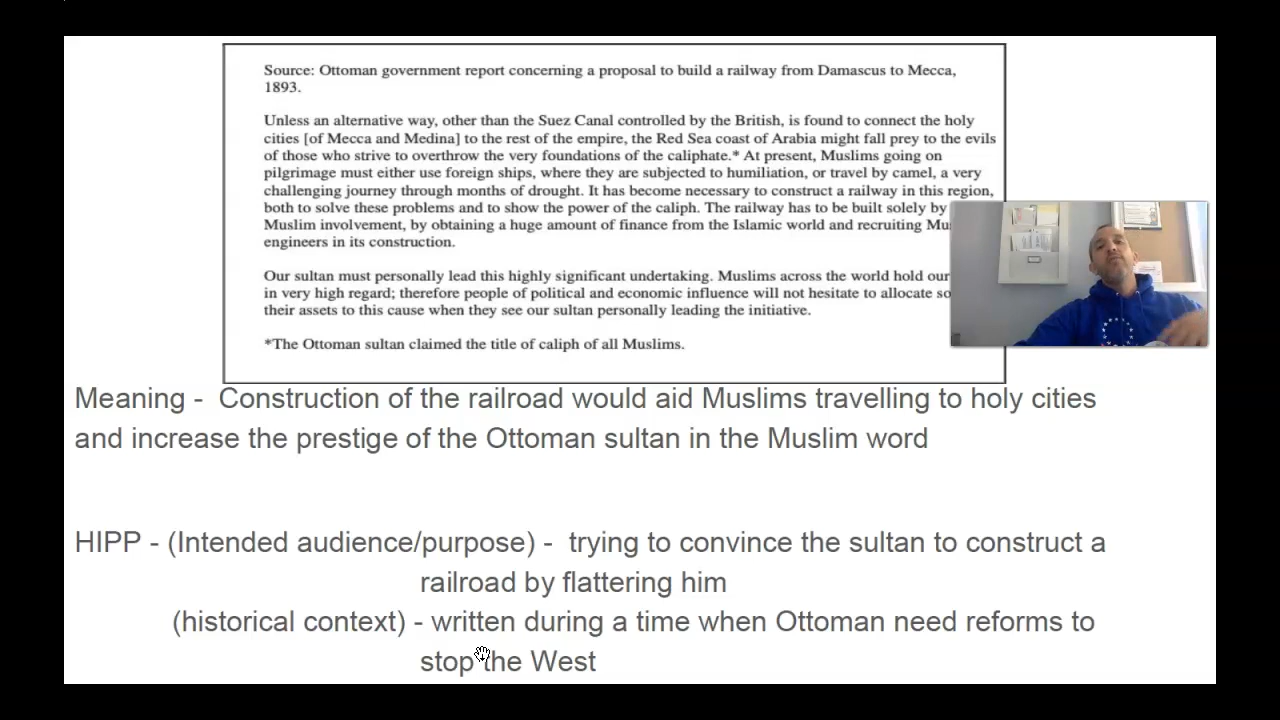 Source: Ottoman government report concerning a proposal to build a railway from Damascus to Mecca,
1893.
Unless an alternative way, other than the Suez Canal controlled by the British, is found to connect the holy
cities [of Mecca and Medina] to the rest of the empire, the Red Sea coast of Arabia might fall prey to the evils
of those who strive to overthrow the very foundations of the caliphate.* At present, Muslims going on
pilgrimage must either use foreign ships, where they are subjected to humiliation, or travel by camel, a very
challenging journey through months of drought. It has become necessary to construct a railway in this region,
both to solve these problems and to show the power of the caliph. The railway has to be built solely by
Muslim involvement, by obtaining a huge amount of finance from the Islamic world and recruiting
engineers in its construction.
Our sultan must personally lead this highly significant undertaking. Muslims across the world hold our
in very high regard; therefore people of political and economic influence will not hesitate to allocate
their assets to this cause when they see our sultan personally leading the initiative.
*The Ottoman sultan claimed the title of caliph of all Muslims.
Meaning - Construction of the railroad would aid Muslims travelling to holy cities
and increase the prestige of the Ottoman sultan in the Muslim word
HIPP - (Intended audience/purpose) - trying to convince the sultan to construct a
railroad by flattering him
(historical context) - written during a time when Ottoman need reforms to
stop the West